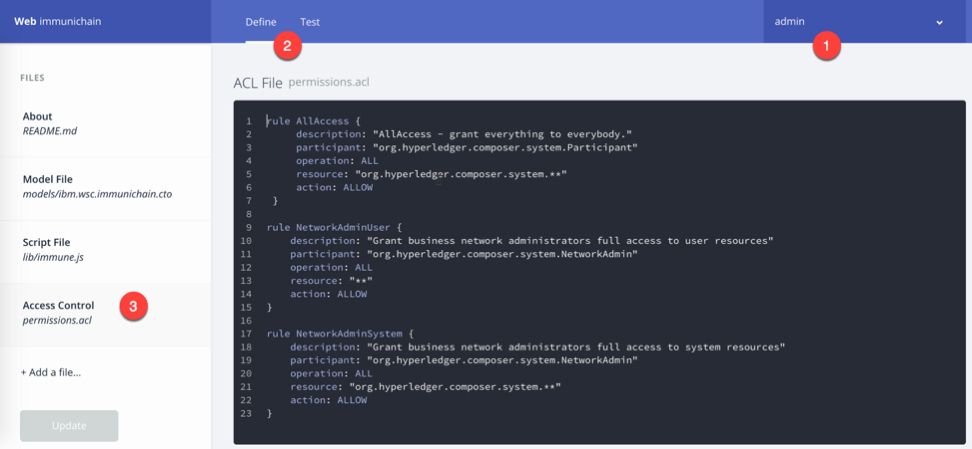 Web immunichain
Define
Test
admin
2
1
FILES
ACL File permissions.acl
About
README.md
Model File
models/ibm.wsc.immunichain.cto
Script File
lib/immune.js
Access Control
permissions.acl
3
+ Add a file...
Update
1 rule AllAccess {
2 description: "AllAccess - grant everything to everybody."
3 participant: "org.hyperledger.composer.system.Participant"
4 operation: ALL
5 resource: "org.hyperledger.composer.system.**"
6 action: ALLOW
7 }
8
9 rule NetworkAdminUser {
10 description: "Grant business network administrators full access to user resources"
11 participant: "org.hyperledger.composer.system.NetworkAdmin"
12 operation: ALL
13 resource: "**"
14 action: ALLOW
15 }
16
17 rule NetworkAdminSystem {
18 description: "Grant business network administrators full access to system resources"
19 participant: "org.hyperledger.composer.system.NetworkAdmin"
20 operation: ALL
21 resource: "org.hyperledger.composer.system.**"
22 action: ALLOW
23 }